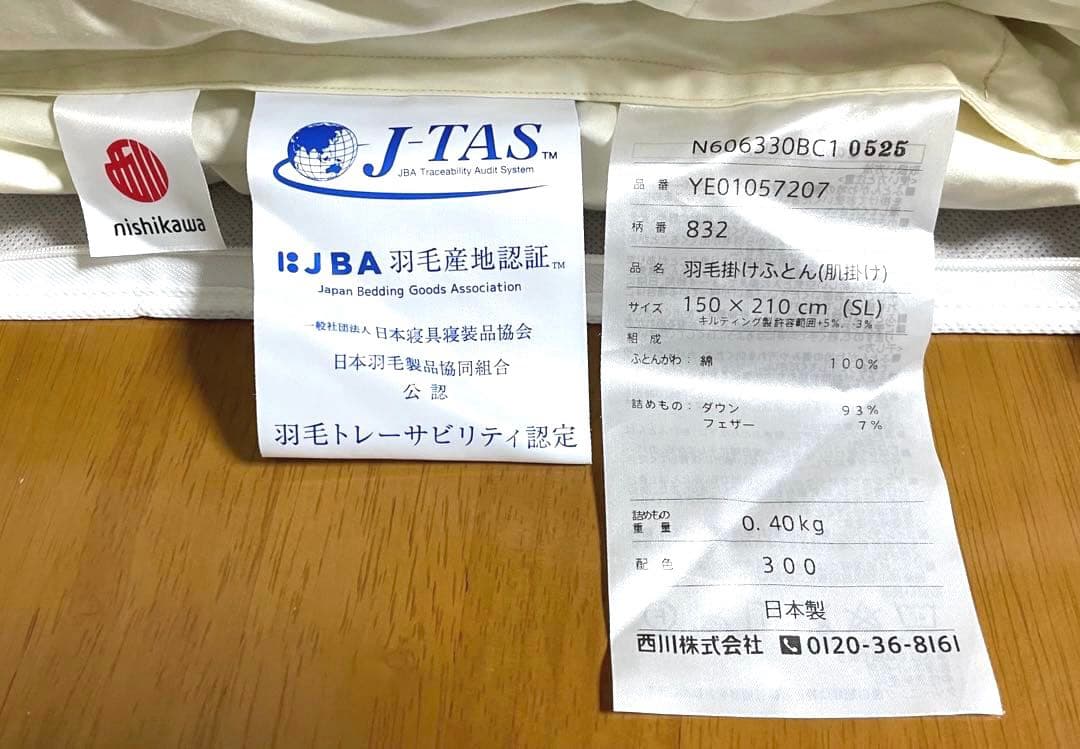 西川
nishikawa
J-TAS™
JBA Traceability Audit System
JBA 羽毛産地認証™
Japan Bedding Goods Association
一般社団法人 日本寝具寝装品協会
日本羽毛製品協同組合
公認
羽毛トレーサビリティ認定
N606330BC1 0525
品番 YE01057207
柄番 832
品名 羽毛掛けふとん(肌掛け)
サイズ 150 × 210 cm (SL)
キルティング製許容範囲+5%, -3%
組成
ふとんがわ: 綿 100%
詰めもの: ダウン 93%
フェザー 7%
詰めもの
重量 0.40kg
配色 300
日本製
西川株式会社 0120-36-8161